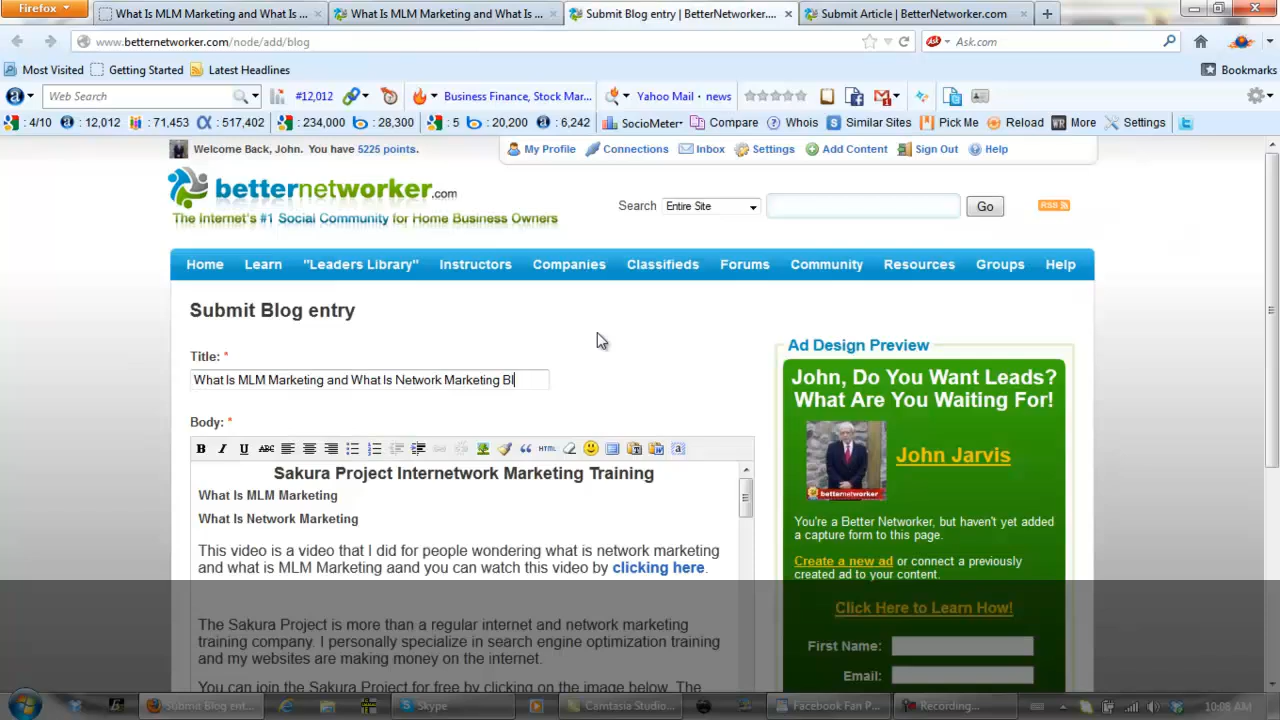 Firefox
What Is MLM Marketing and What Is ...
What Is MLM Marketing and What Is ...
Submit Blog entry | BetterNetworker....
Submit Article | BetterNetworker.com
www.betternetworker.com/node/add/blog
Ask.com
Most Visited
Getting Started
Latest Headlines
Bookmarks
Web Search
#12,012
Business Finance, Stock Mar...
Yahoo Mail - news
: 4/10
: 12,012
: 71,453
: 517,402
: 234,000
: 28,300
: 5
: 20,200
: 6,242
SocioMeter
Compare
Whois
Similar Sites
Pick Me
Reload
More
Settings
Welcome Back, John. You have 5225 points.
My Profile
Connections
Inbox
Settings
Add Content
Sign Out
Help
betternetworker.com
The Internet's #1 Social Community for Home Business Owners
Search
Entire Site
Go
RSS
Home
Learn
"Leaders Library"
Instructors
Companies
Classifieds
Forums
Community
Resources
Groups
Help
Submit Blog entry
Title: *
What Is MLM Marketing and What Is Network Marketing Bl
Body: *
B I U ABC
HTML
Sakura Project Internetwork Marketing Training
What Is MLM Marketing
What Is Network Marketing
This video is a video that I did for people wondering what is network marketing
and what is MLM Marketing aand you can watch this video by clicking here.
The Sakura Project is more than a regular internet and network marketing
training company. I personally specialize in search engine optimization training
and my websites are making money on the internet.
You can join the Sakura Project for free by clicking on the image below. The
Ad Design Preview
John, Do You Want Leads?
What Are You Waiting For!
John Jarvis
betternetworker
You're a Better Networker, but haven't yet added
a capture form to this page.
Create a new ad or connect a previously
created ad to your content.
Click Here to Learn How!
First Name:
Email:
Submit Blog ent...
Skype
Camtasia Studio...
Facebook Fan P...
Recording...
10:08 AM